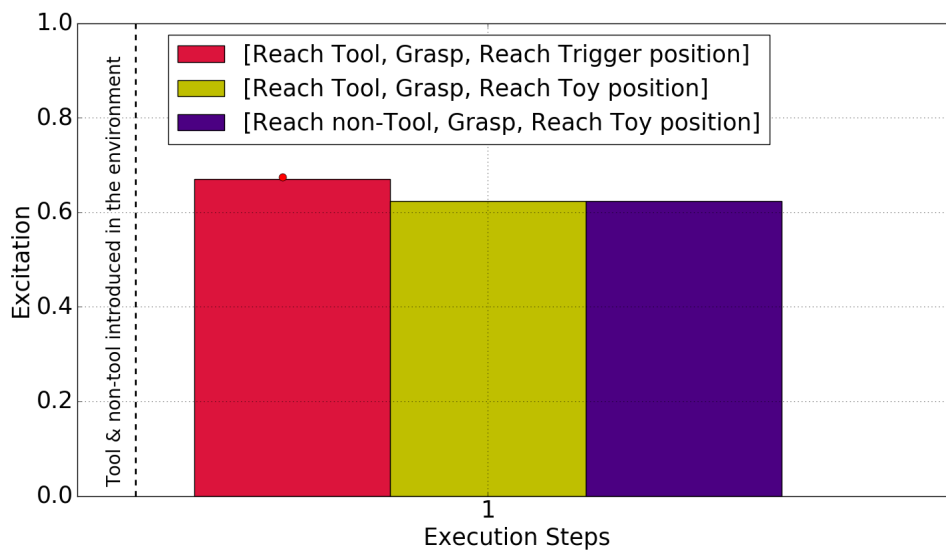 1.0
0.8
0.6
0.4
0.2
0.0
Excitation
Tool & non-tool introduced in the environment
[Reach Tool, Grasp, Reach Trigger position]
[Reach Tool, Grasp, Reach Toy position]
[Reach non-Tool, Grasp, Reach Toy position]
1
Execution Steps